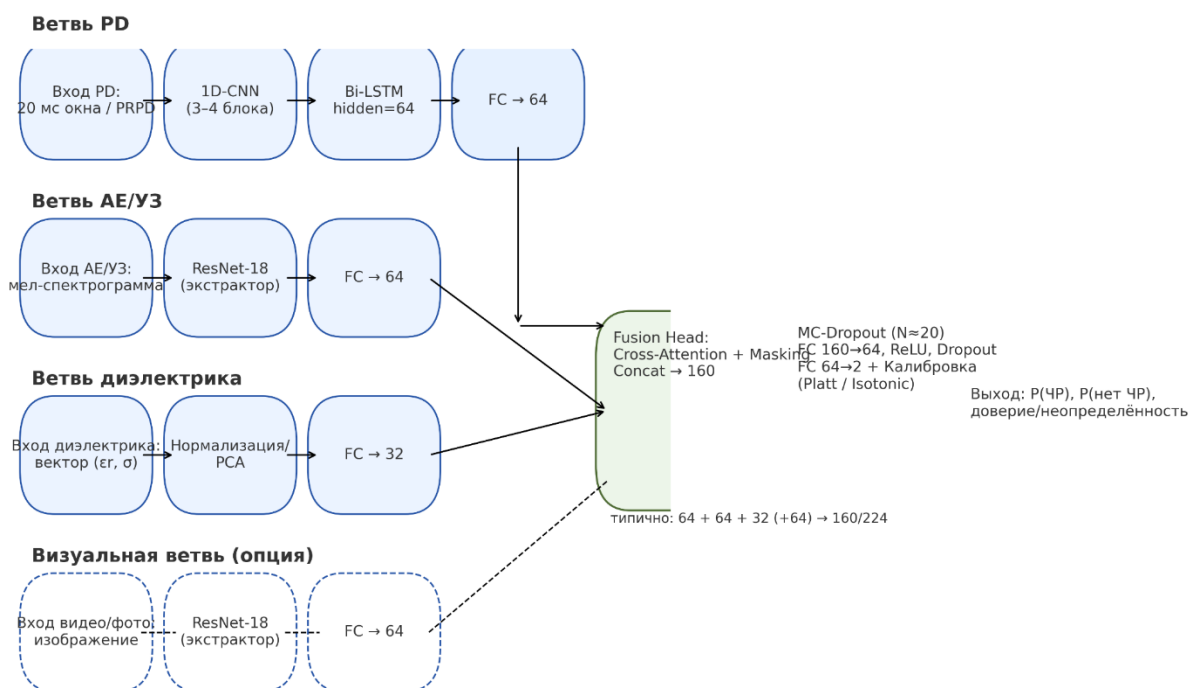 Ветвь PD
Вход PD:
20 мс окна / PRPD
1D-CNN
(3–4 блока)
Bi-LSTM
hidden=64
FC → 64
Ветвь АЕ/УЗ
Вход АЕ/УЗ:
мел-спектрограмма
ResNet-18
(экстрактор)
FC → 64
Fusion Head:
Cross-Attention + Masking
Concat → 160
MC-Dropout (N≈20)
FC 160→64, ReLU, Dropout
FC 64→2 + Калибровка
(Platt / Isotonic)
Выход: P(ЧР), P(нет ЧР),
доверие/неопределённость
Ветвь диэлектрика
Вход диэлектрика:
вектор (εr, σ)
Нормализация/
PCA
FC → 32
типично: 64 + 64 + 32 (+64) → 160/224
Визуальная ветвь (опция)
Вход видео/фото:
изображение
ResNet-18
(экстрактор)
FC → 64